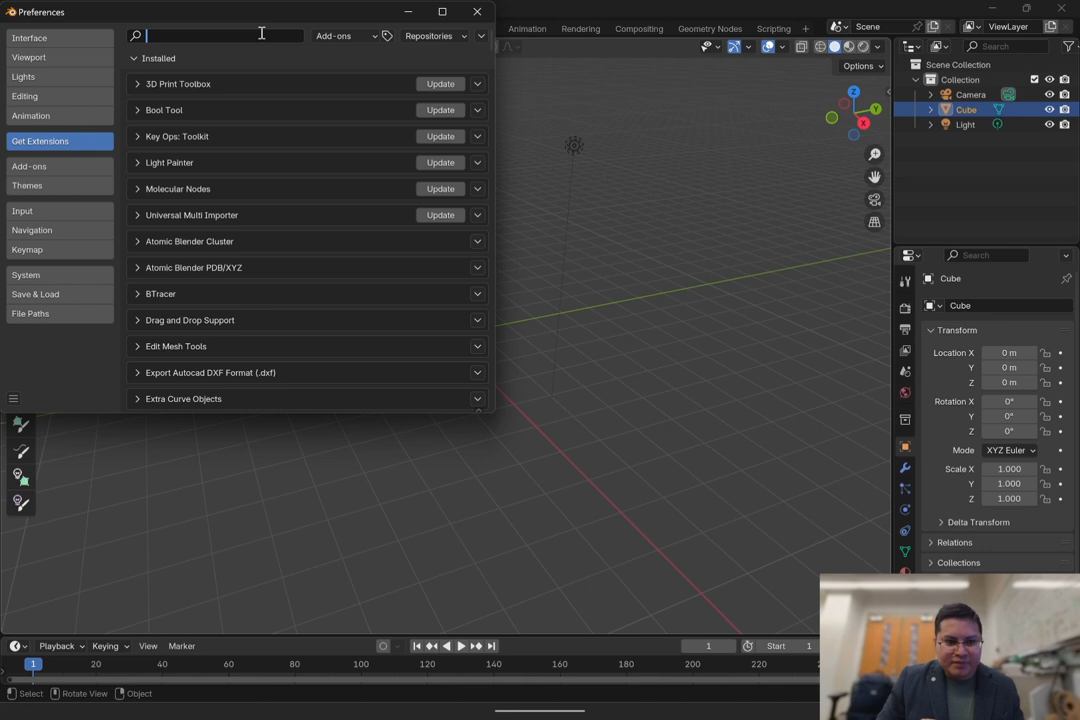 Preferences
Interface
Viewport
Lights
Editing
Animation
Get Extensions
Add-ons
Themes
Input
Navigation
Keymap
System
Save & Load
File Paths
Add-ons
Repositories
Installed
3D Print Toolbox Update
Bool Tool Update
Key Ops: Toolkit Update
Light Painter Update
Molecular Nodes Update
Universal Multi Importer Update
Atomic Blender Cluster
Atomic Blender PDB/XYZ
BTracer
Drag and Drop Support
Edit Mesh Tools
Export Autocad DXF Format (.dxf)
Extra Curve Objects
Animation Rendering Compositing Geometry Nodes Scripting
Scene
ViewLayer
Options
Z
Y
X
Search
Scene Collection
Collection
Camera
Cube
Light
Search
Cube
Cube
Transform
Location X 0 m
Y 0 m
Z 0 m
Rotation X 0°
Y 0°
Z 0°
Mode XYZ Euler
Scale X 1.000
Y 1.000
Z 1.000
Delta Transform
Relations
Collections
Playback Keying View Marker
1
Start 1
1 20 40 60 80 100 120 140 160 180 200 220
Select Rotate View Object